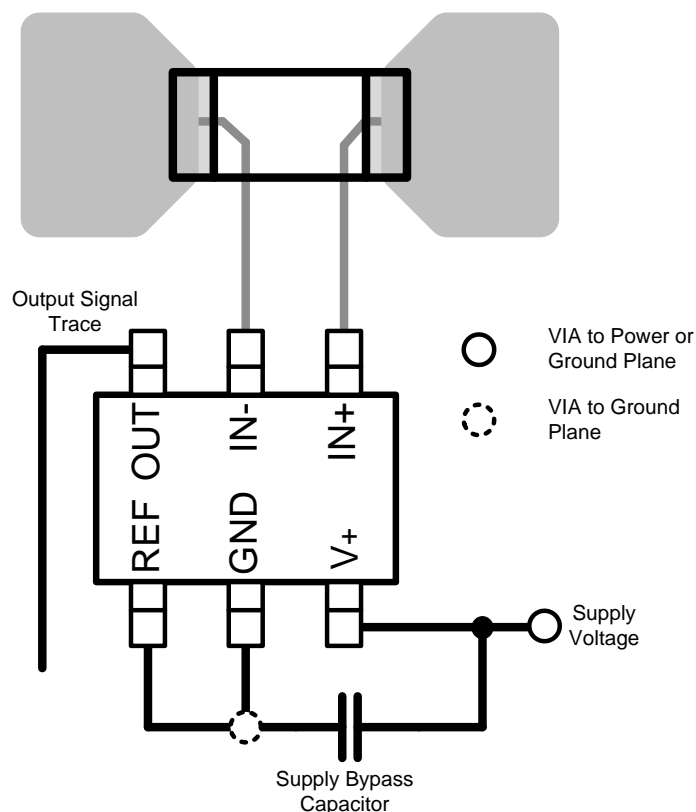 Output Signal
Trace
VIA to Power or
Ground Plane
VIA to Ground
Plane
OUT
IN-
IN+
REF
GND
V+
Supply
Voltage
Supply Bypass
Capacitor